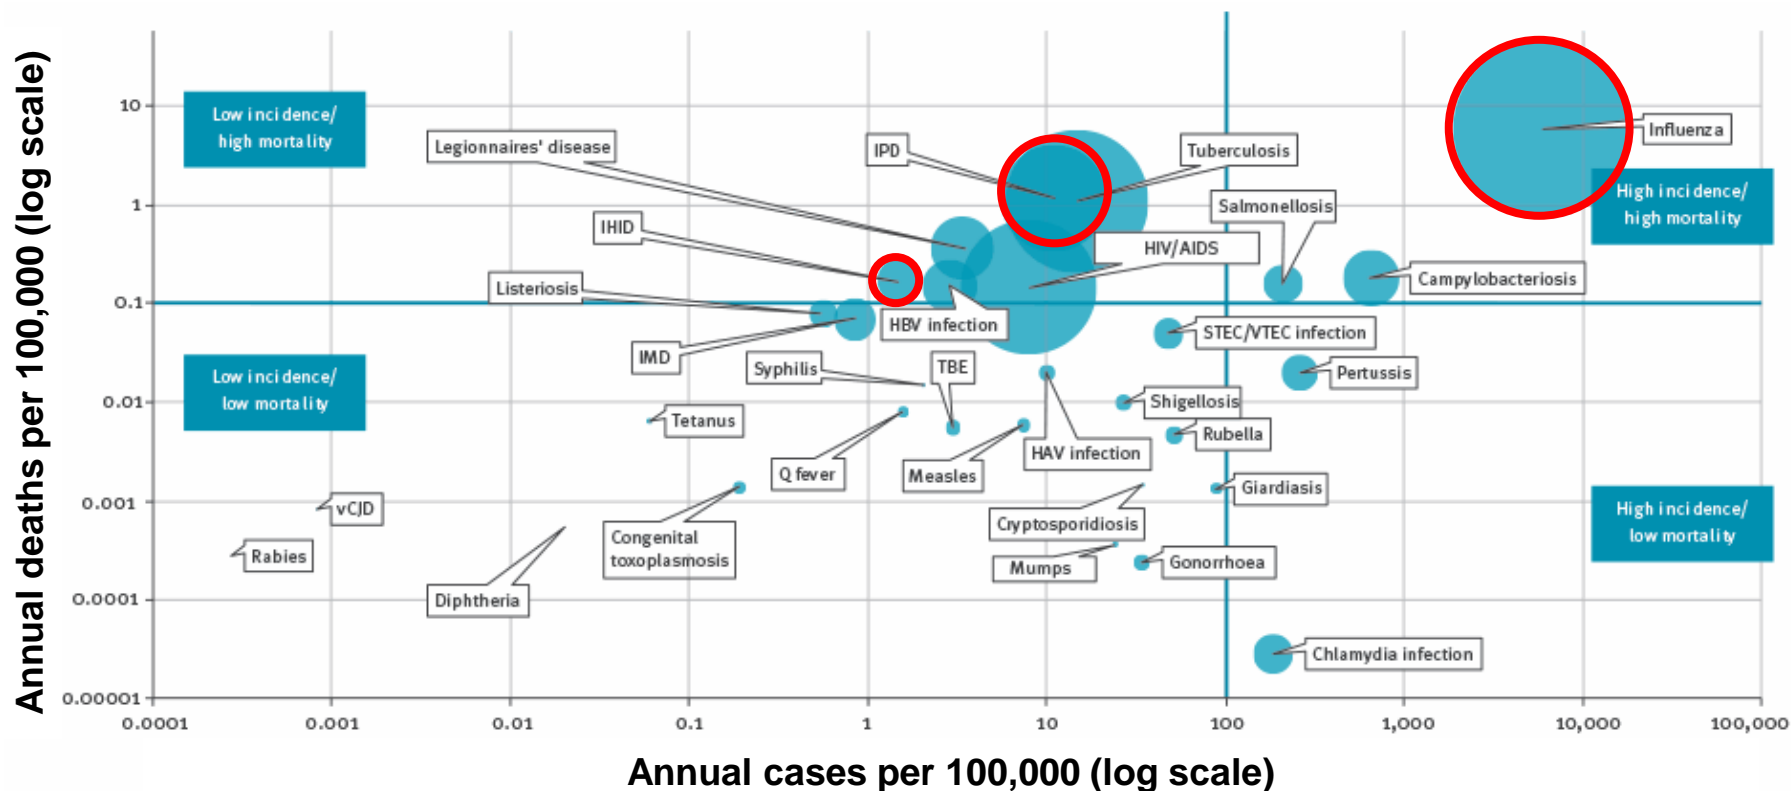 Annual deaths per 100,000 (log scale)
10
1
0.1
0.01
0.001
0.0001
0.00001
Low incidence/
high mortality
Legionnaires' disease
IPD
Tuberculosis
Influenza
High incidence/
high mortality
Salmonellosis
IHID
HIV/AIDS
Listeriosis
Campylobacteriosis
HBV infection
STEC/VTEC infection
IMD
Syphilis
TBE
Pertussis
Low incidence/
low mortality
Shigellosis
Tetanus
Rubella
HAV infection
Q fever
Measles
Giardiasis
vCJD
Cryptosporidiosis
High incidence/
low mortality
Congenital
toxoplasmosis
Rabies
Mumps
Gonorrhoea
Diphtheria
Chlamydia infection
0.0001
0.001
0.01
0.1
1
10
100
1,000
10,000
100,000
Annual cases per 100,000 (log scale)